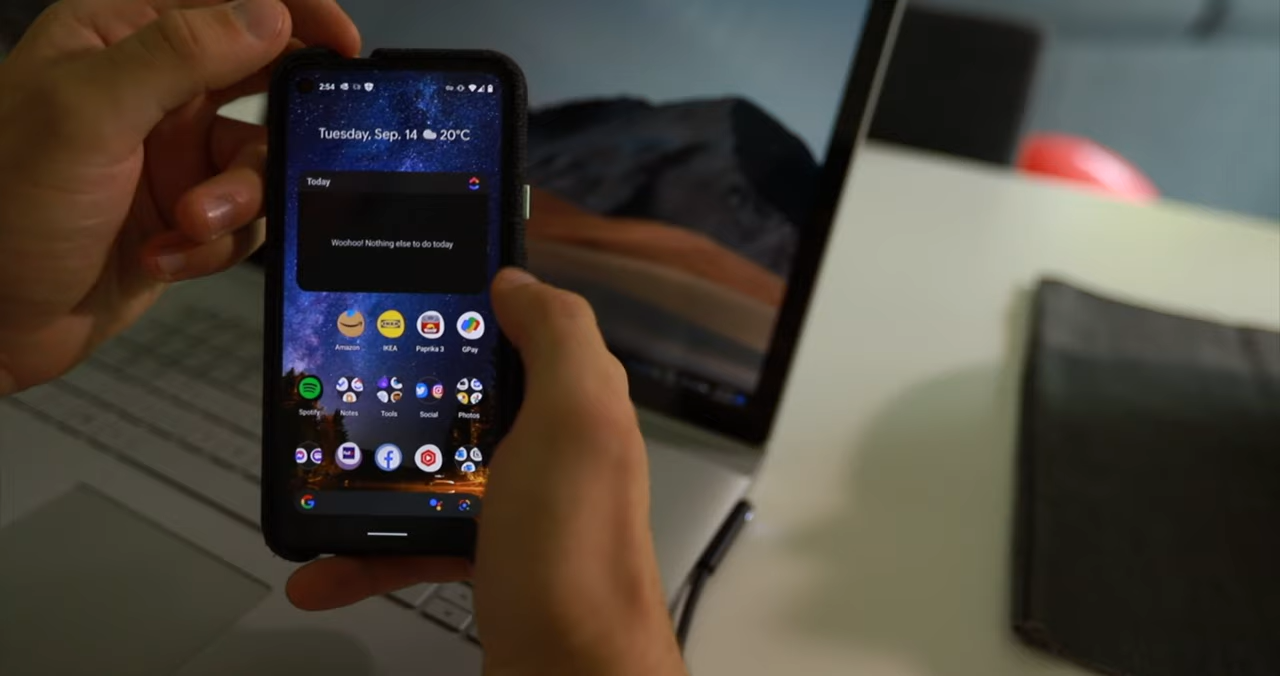 2:54
Tuesday, Sep. 14 20°C
Today
Woohoo! Nothing else to do today
Amazon IKEA Paprika 3 GPay
Spotify Notes Tools Social Photos